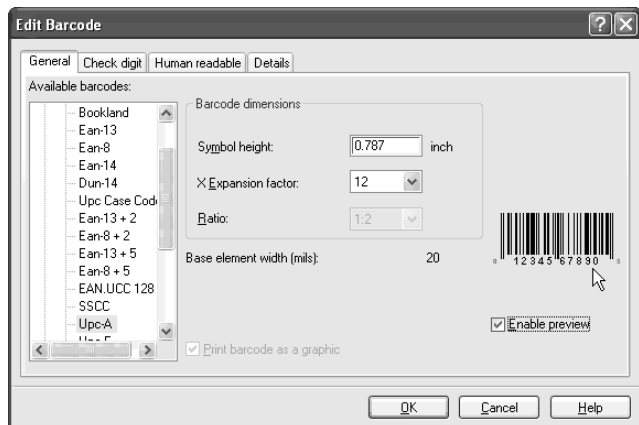 Edit Barcode
General Check digit Human readable Details
Available barcodes:
Bookland
Ean-13
Ean-8
Ean-14
Dun-14
Upc Case Code
Ean-13 + 2
Ean-8 + 2
Ean-13 + 5
Ean-8 + 5
EAN.UCC 128
SSCC
Upc-A
Barcode dimensions
Symbol height: 0.787 inch
X Expansion factor: 12
Ratio: 1:2
Base element width (mils): 20
0 12345 67890 5
Enable preview
Print barcode as a graphic
OK Cancel Help